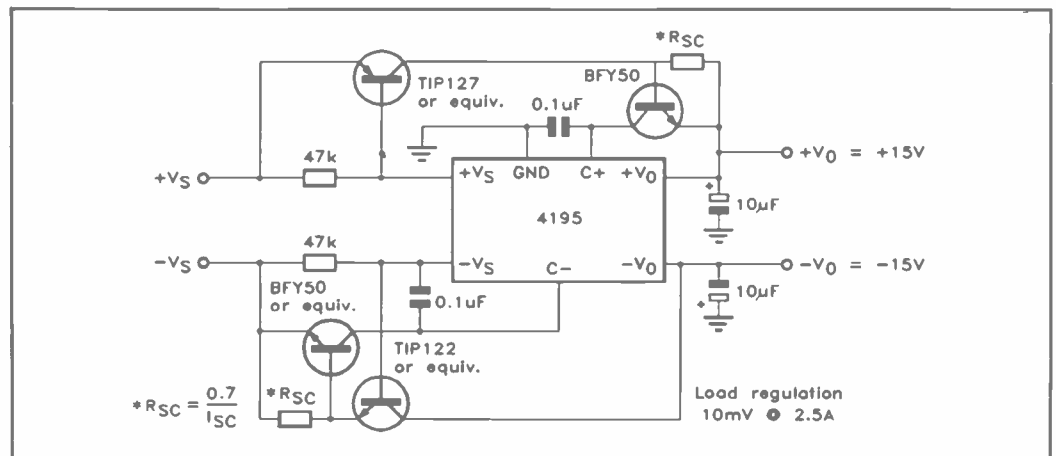 *RSC
BFY50
TIP127
or equiv.
0.1uF
47k
+VS
+VS GND C+ +VO
+VO = +15V
10µF
4195
47k
-VS
-VS C- -VO
-VO = -15V
BFY50
or equiv.
0.1uF
10µF
TIP122
or equiv.
*RSC = 0.7/ISC
*RSC
Load regulation
10mV @ 2.5A